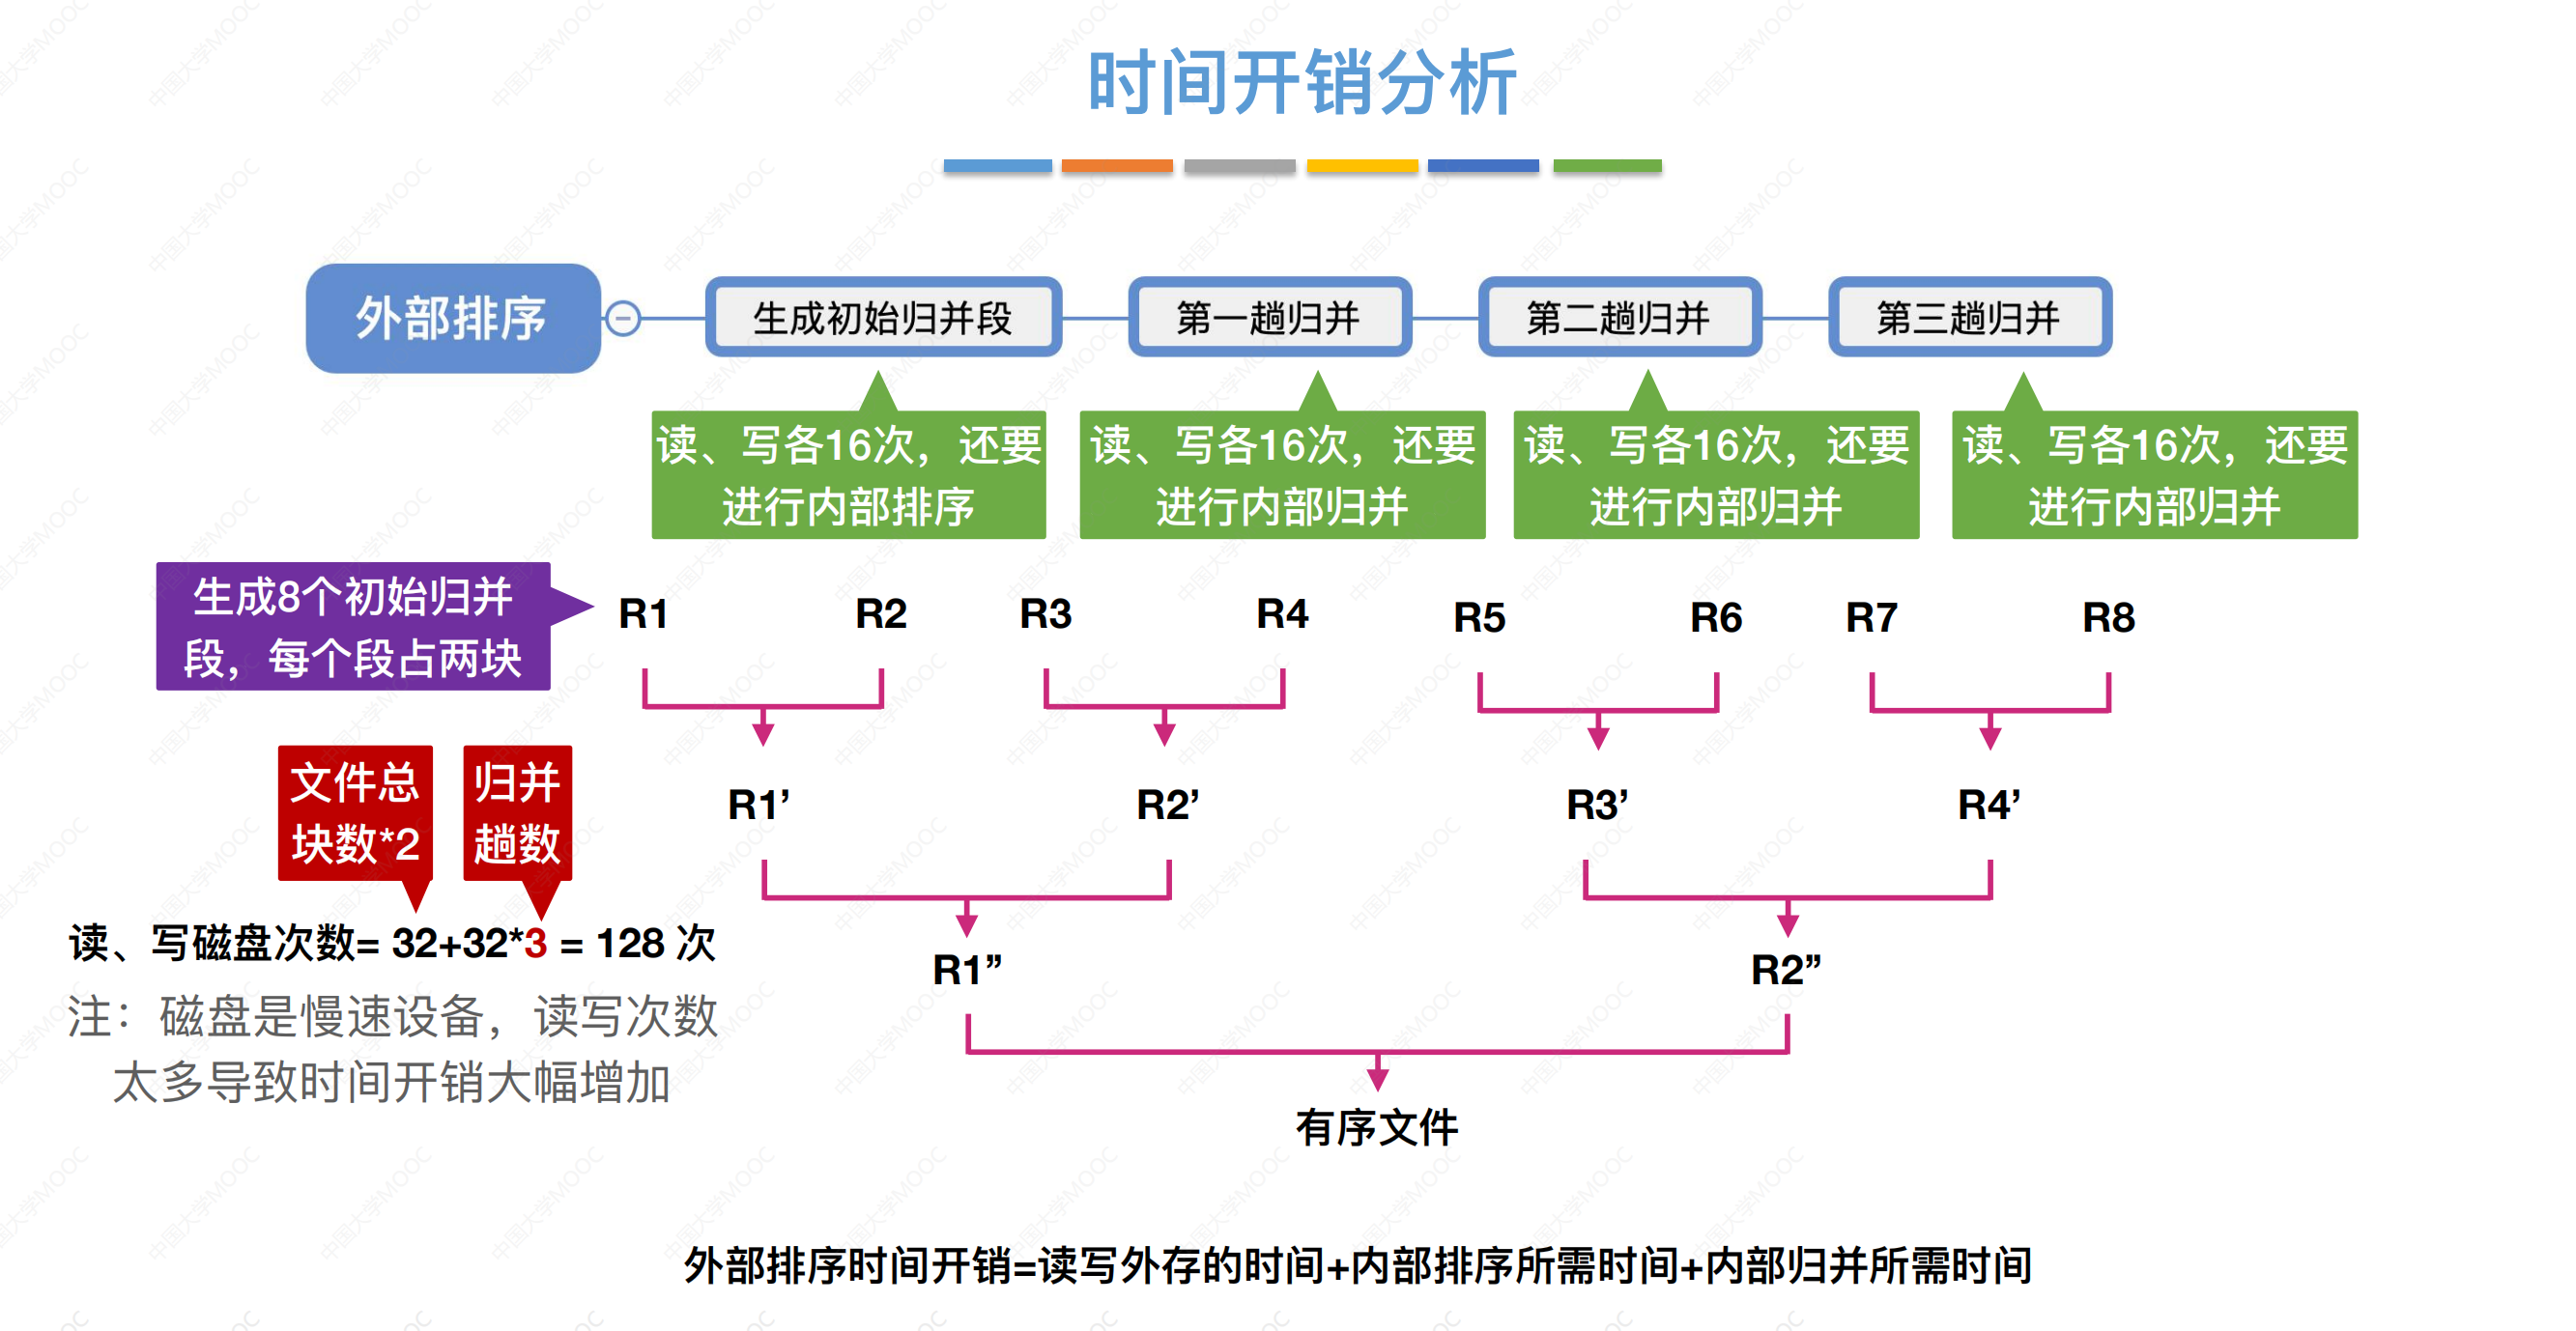 时间开销分析
外部排序
生成初始归并段
第一趟归并
第二趟归并
第三趟归并
读、写各16次，还要
进行内部排序
读、写各16次，还要
进行内部归并
读、写各16次，还要
进行内部归并
读、写各16次，还要
进行内部归并
生成8个初始归并
段，每个段占两块
R1 R2 R3 R4 R5 R6 R7 R8
文件总
块数*2
归并
趟数
R1’ R2’ R3’ R4’
读、写磁盘次数= 32+32*3 = 128 次
R1” R2”
注：磁盘是慢速设备，读写次数
太多导致时间开销大幅增加
有序文件
外部排序时间开销=读写外存的时间+内部排序所需时间+内部归并所需时间
中国大学MOOC